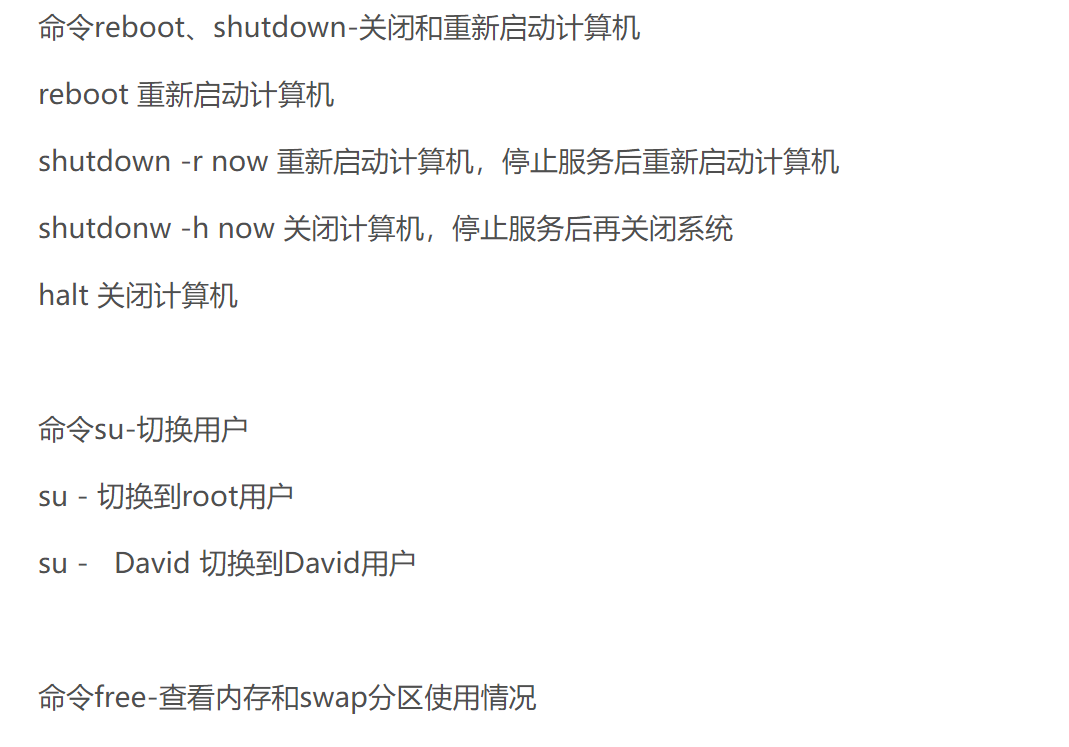 命令reboot、shutdown-关闭和重新启动计算机
reboot 重新启动计算机
shutdown -r now 重新启动计算机，停止服务后重新启动计算机
shutdonw -h now 关闭计算机，停止服务后再关闭系统
halt 关闭计算机
命令su-切换用户
su - 切换到root用户
su -   David 切换到David用户
命令free-查看内存和swap分区使用情况